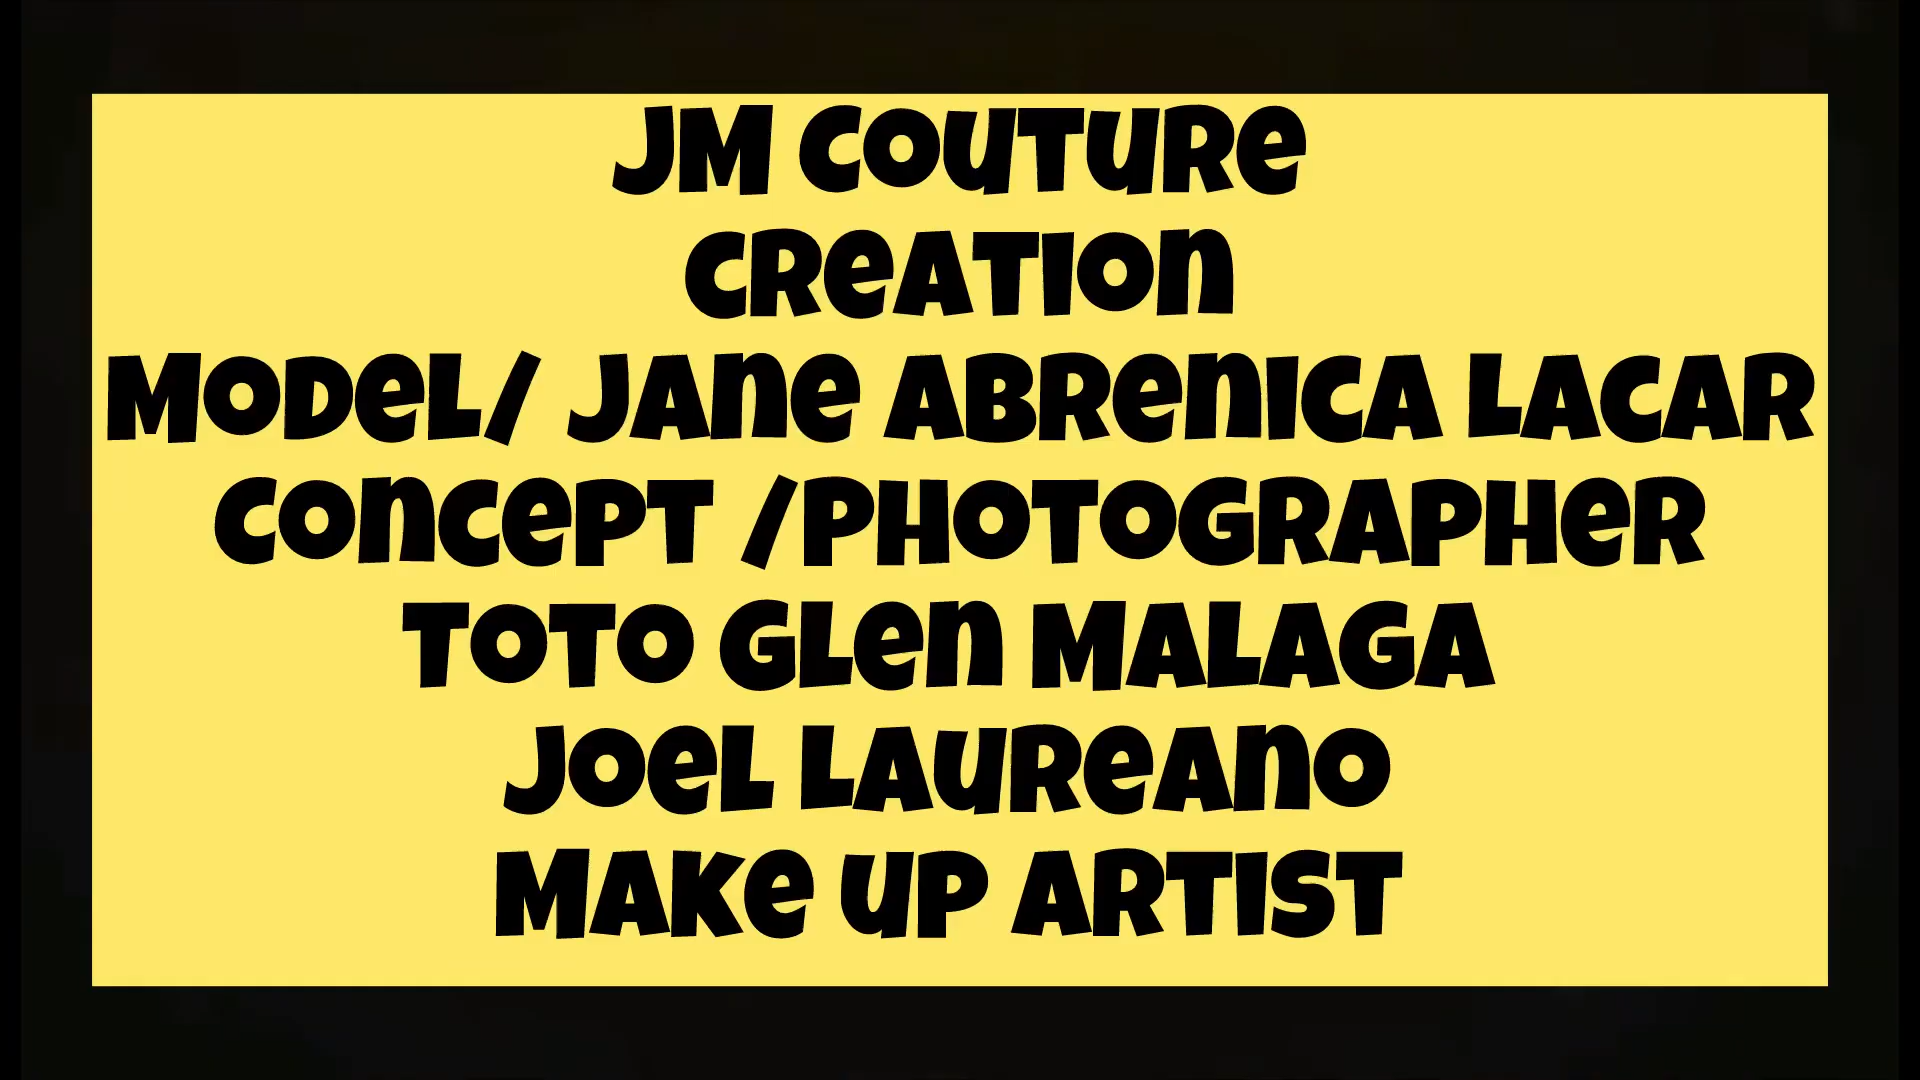 JM COUTURE
CREATION
MODEL/ JANE ABRENICA LACAR
CONCEPT /PHOTOGRAPHER
TOTO GLEN MALAGA
JOEL LAUREANO
MAKE UP ARTIST